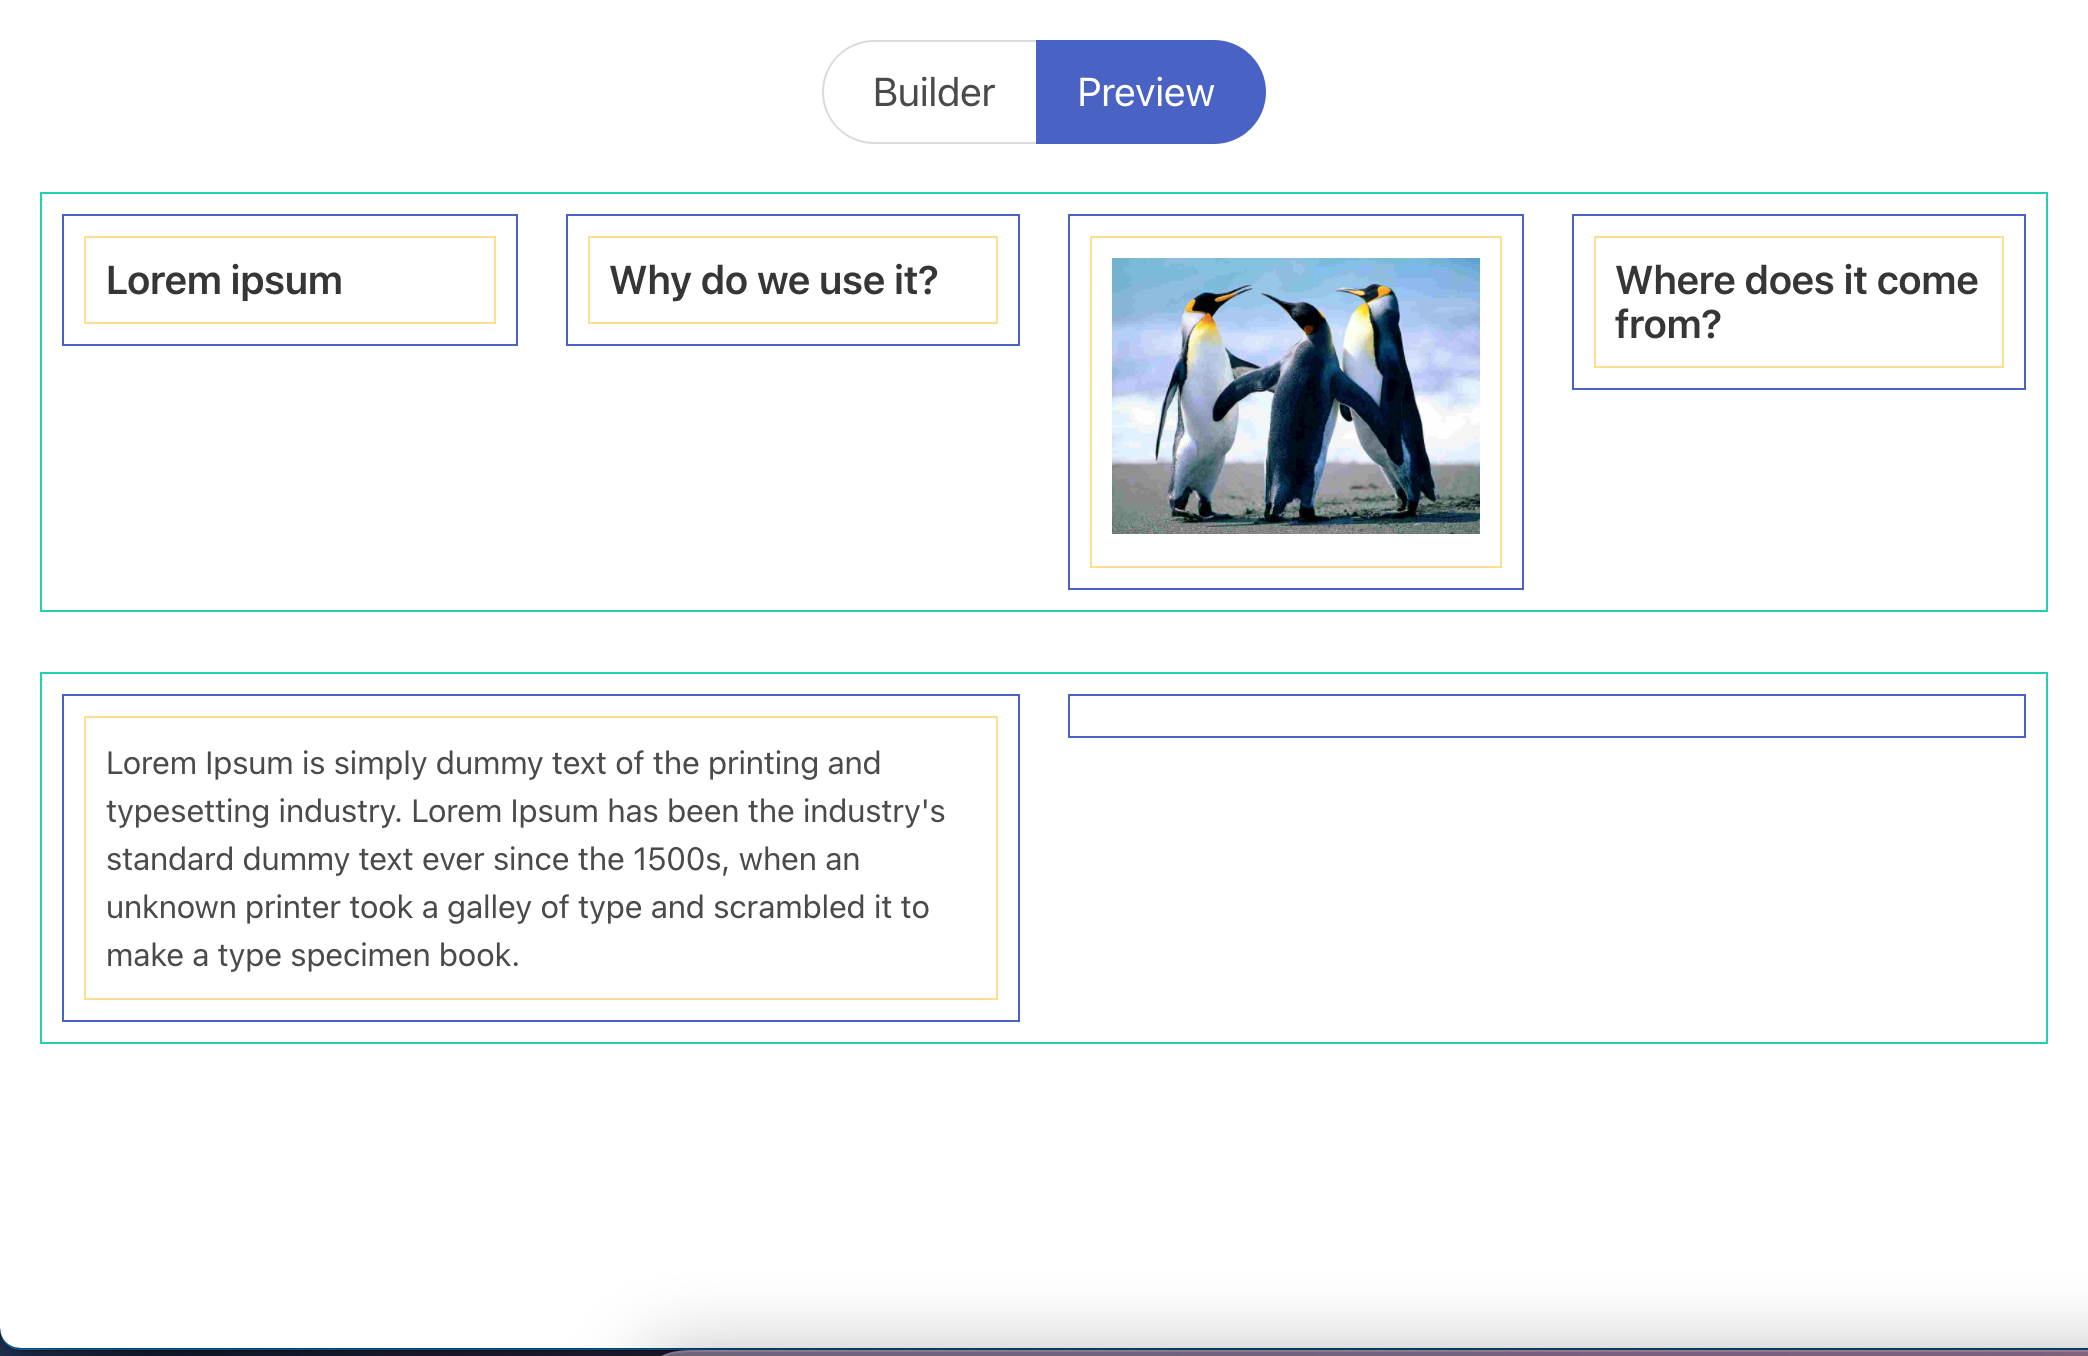 Builder
Preview
Lorem ipsum
Why do we use it?
Where does it come
from?
Lorem Ipsum is simply dummy text of the printing and
typesetting industry. Lorem Ipsum has been the industry's
standard dummy text ever since the 1500s, when an
unknown printer took a galley of type and scrambled it to
make a type specimen book.